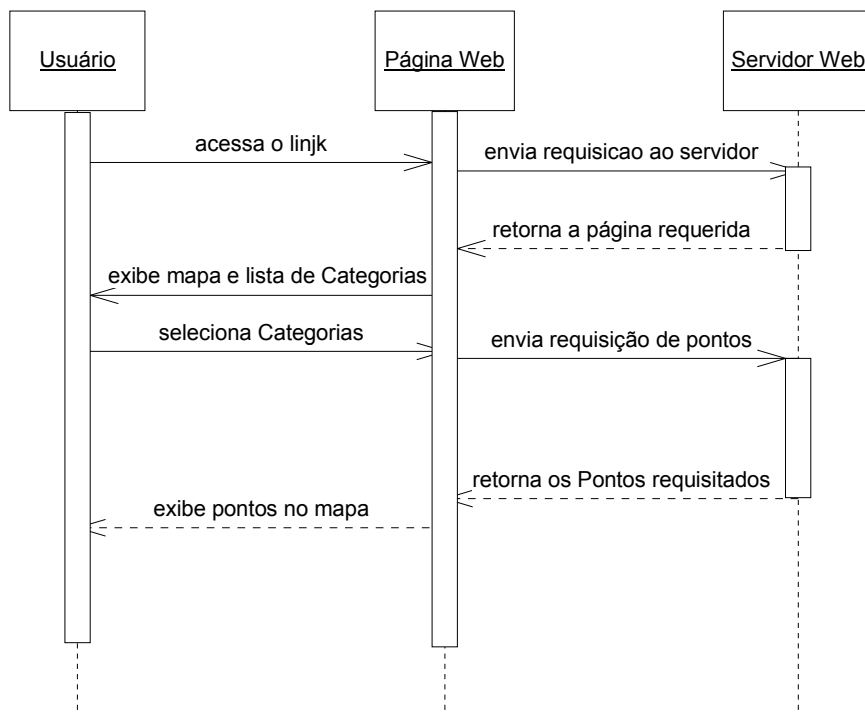 Usuário
Página Web
Servidor Web
acessa o linjk
envia requisicao ao servidor
retorna a página requerida
exibe mapa e lista de Categorias
seleciona Categorias
envia requisição de pontos
retorna os Pontos requisitados
exibe pontos no mapa